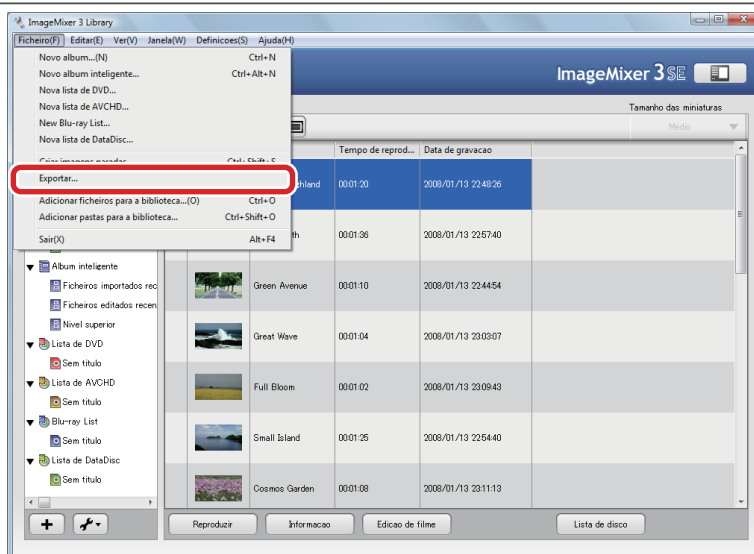 ImageMixer 3 Library
Ficheiro(F) Editar(E) Ver(V) Janela(W) Definicoes(S) Ajuda(H)
Novo album...(N) Ctrl+N
Novo album inteligente... Ctrl+Alt+N
Nova lista de DVD...
Nova lista de AVCHD...
New Blu-ray List...
Nova lista de DataDisc...
Exportar...
Adicionar ficheiros para a biblioteca...(O) Ctrl+O
Adicionar pastas para a biblioteca... Ctrl+Shift+O
Sair(X) Alt+F4
ImageMixer 3 SE
Tamanho das miniaturas
Medio
Tempo de reprod... Data de gravacao
00:01:20 2008/01/13 22:48:26
00:01:36 2008/01/13 22:57:40
Green Avenue 00:01:10 2008/01/13 22:44:54
Great Wave 00:01:04 2008/01/13 23:03:07
Full Bloom 00:01:02 2008/01/13 23:09:43
Small Island 00:01:25 2008/01/13 22:54:40
Cosmos Garden 00:01:08 2008/01/13 23:11:13
Album inteligente
Ficheiros importados rec
Ficheiros editados recen
Nivel superior
Lista de DVD
Sem titulo
Lista de AVCHD
Sem titulo
Blu-ray List
Sem titulo
Lista de DataDisc
Sem titulo
Reproduzir Informacao Edicao de filme Lista de disco